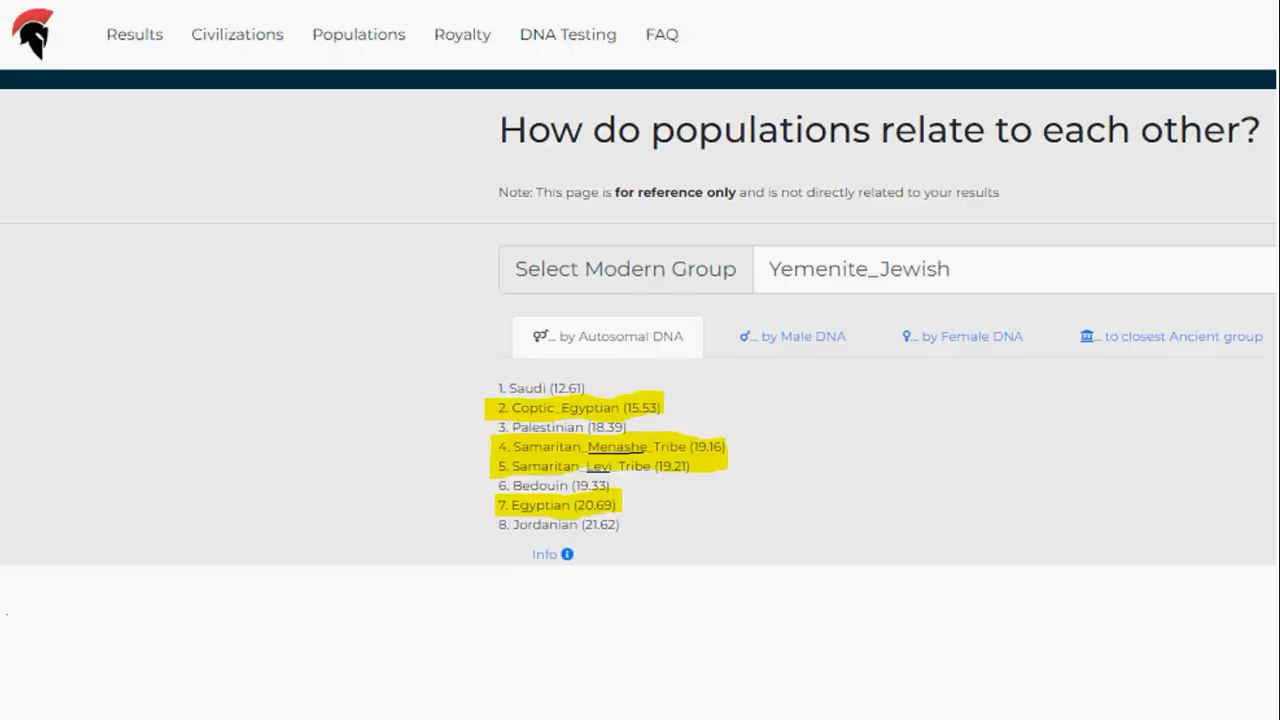 Results Civilizations Populations Royalty DNA Testing FAQ
How do populations relate to each other?
Note: This page is for reference only and is not directly related to your results
Select Modern Group Yemenite_Jewish
... by Autosomal DNA ... by Male DNA ... by Female DNA ... to closest Ancient group
1. Saudi (12.61)
2. Coptic_Egyptian (15.53)
3. Palestinian (18.39)
4. Samaritan_Menashe_Tribe (19.16)
5. Samaritan_Levi_Tribe (19.21)
6. Bedouin (19.33)
7. Egyptian (20.69)
8. Jordanian (21.62)
Info